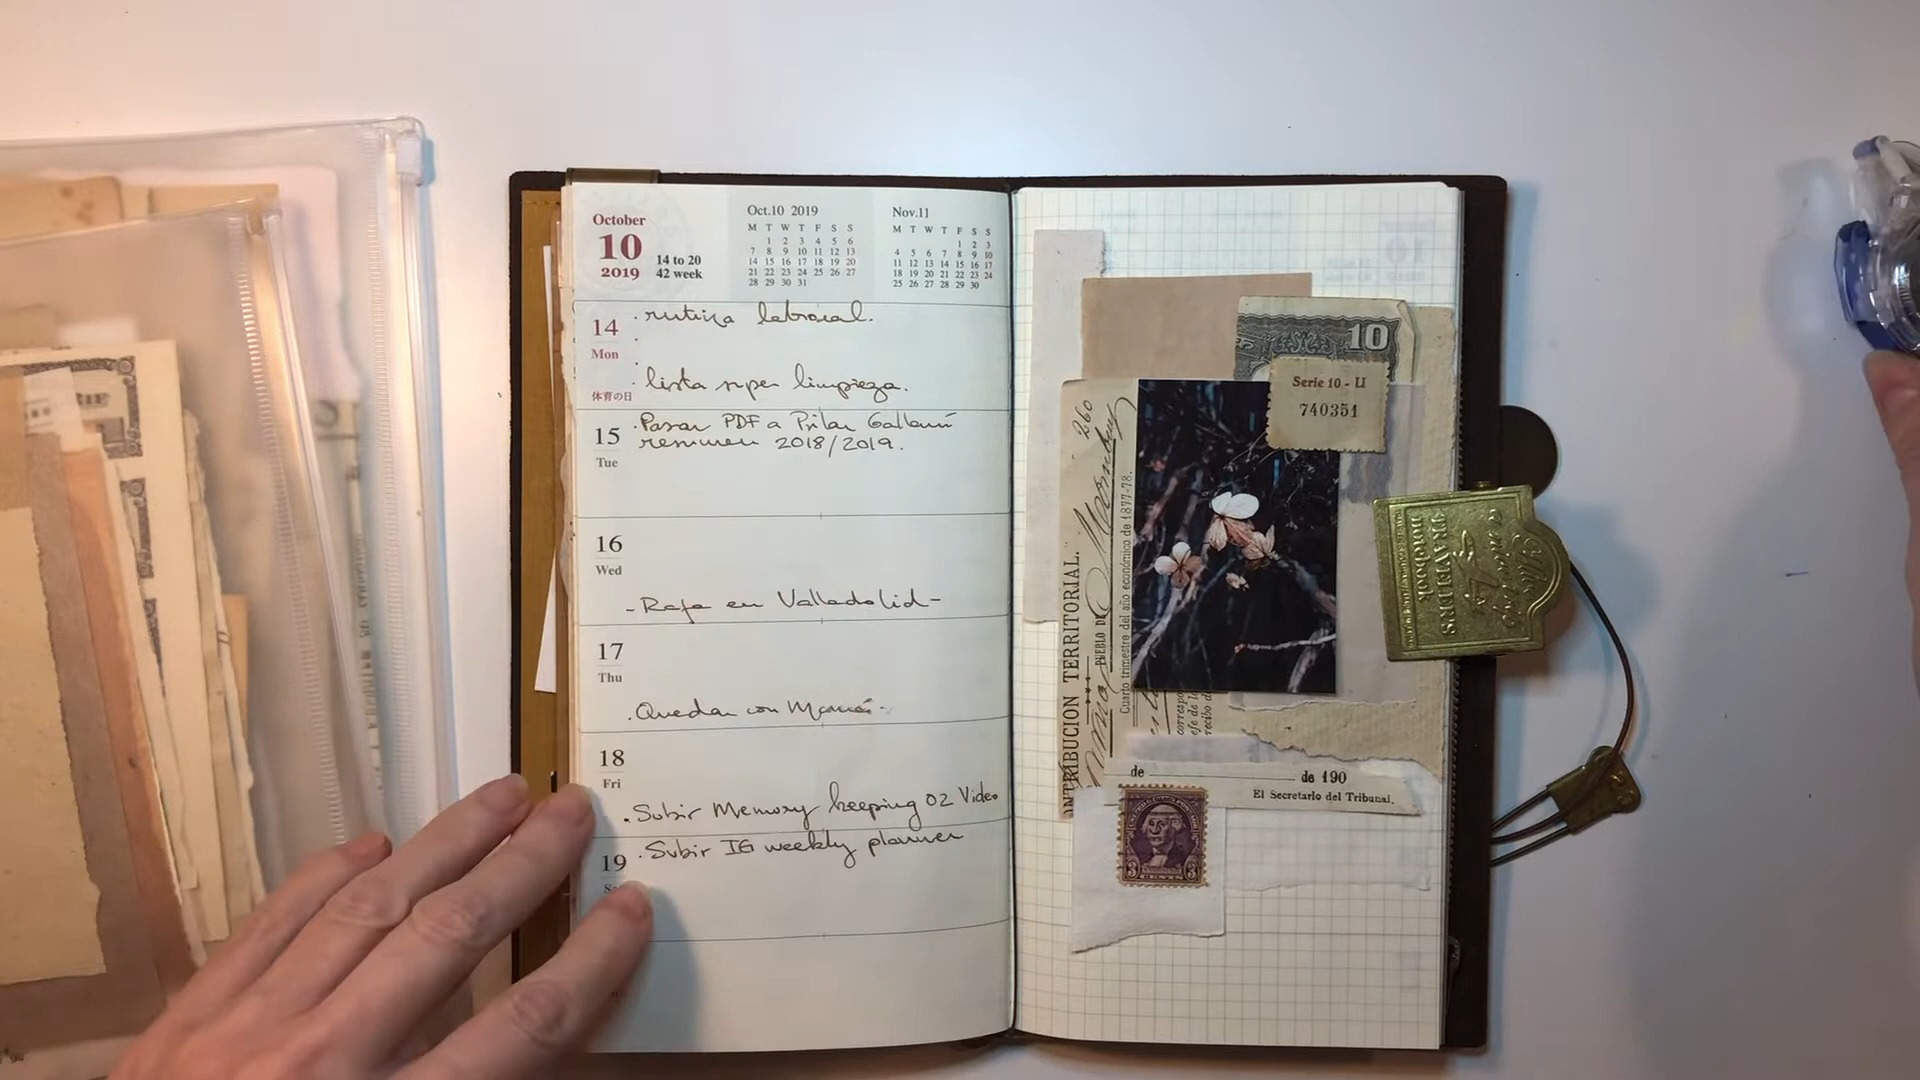 October
10
2019
14 to 20
42 week
Oct.10 2019
M T W T F S S
1 2 3 4 5 6
7 8 9 10 11 12 13
14 15 16 17 18 19 20
21 22 23 24 25 26 27
28 29 30 31
Nov.11
M T W T F S S
1 2 3
4 5 6 7 8 9 10
11 12 13 14 15 16 17
18 19 20 21 22 23 24
25 26 27 28 29 30
14
Mon
体育の日
. rutina laboral.
. lista super limpieza.
15
Tue
. Pasar PDF a Pilar
resumen 2018/2019.
16
Wed
- Rafa en Valladolid -
17
Thu
. Quedar con Mamá.
18
Fri
. Subir Memory keeping 02 Video
19
. Subir IG weekly planner
10
Serie 10 - LI
740351
260
NTRIBUCION TERRITORIAL.
PUEBLO DE
Cuarto trimestre del año económico de 1877-78.
de
de 190
El Secretario del Tribunal.
3
3
TRAVELER'S
notebook